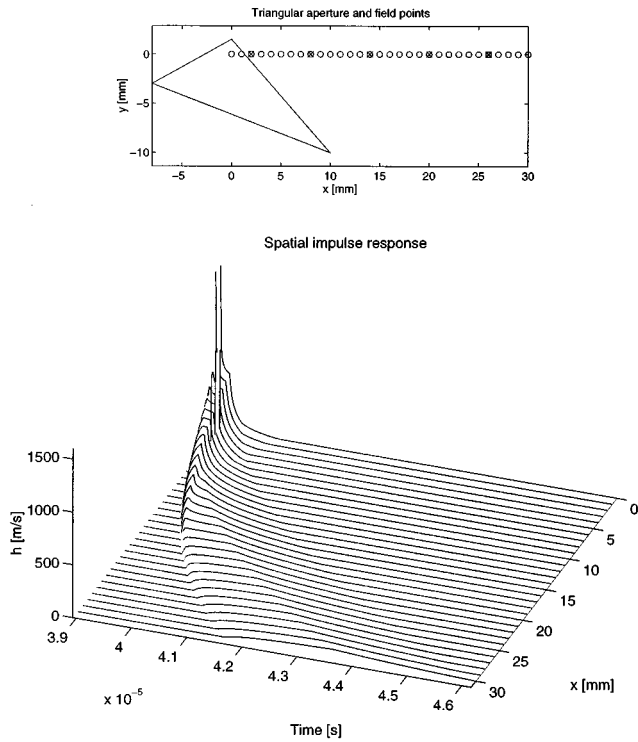 Triangular aperture and field points
0
−5
−10
y [mm]
−5 0 5 10 15 20 25 30
x [mm]
Spatial impulse response
1500
1000
500
0
h [m/s]
3.9 4 4.1 4.2 4.3 4.4 4.5 4.6
x 10⁻⁵
Time [s]
0
5
10
15
20
25
30
x [mm]